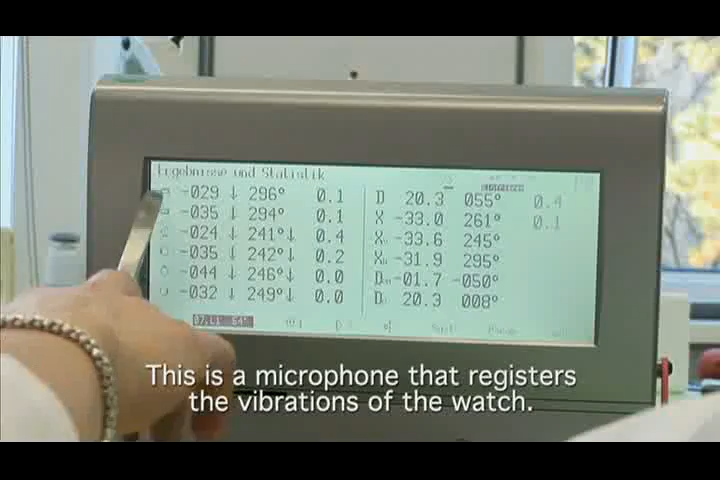 Ergebnisse und Statistik
-029 ↓ 296° 0.1
-035 ↓ 294° 0.1
-024 ↓ 241°↓ 0.4
-035 ↓ 242°↓ 0.2
-044 ↓ 246°↓ 0.0
-032 ↓ 249°↓ 0.0
D 20.3 055° 0.4
X -33.0 261° 0.1
X -33.6 245°
X -31.9 295°
D -01.7 -050°
D 20.3 008°
This is a microphone that registers
the vibrations of the watch.